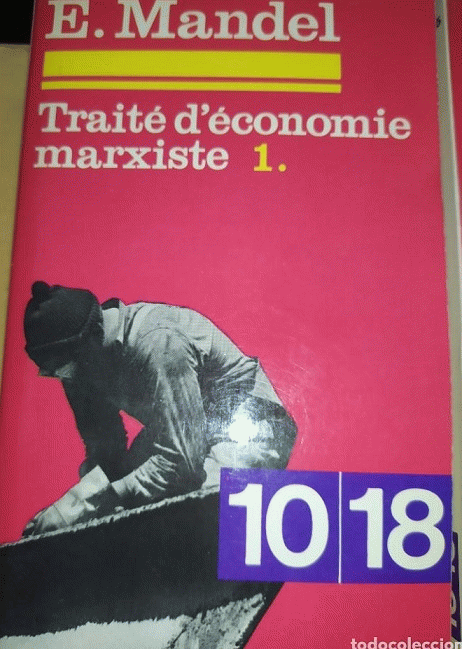 E. Mandel
Traité d'économie
marxiste 1.
10|18
todocoleccion